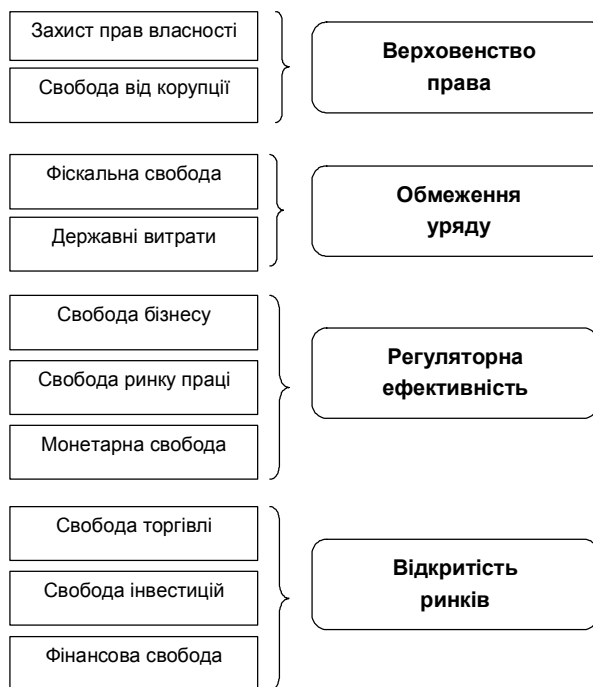 Захист прав власності
Свобода від корупції
Верховенство
права
Фіскальна свобода
Державні витрати
Обмеження
уряду
Свобода бізнесу
Свобода ринку праці
Монетарна свобода
Регуляторна
ефективність
Свобода торгівлі
Свобода інвестицій
Фінансова свобода
Відкритість
ринків